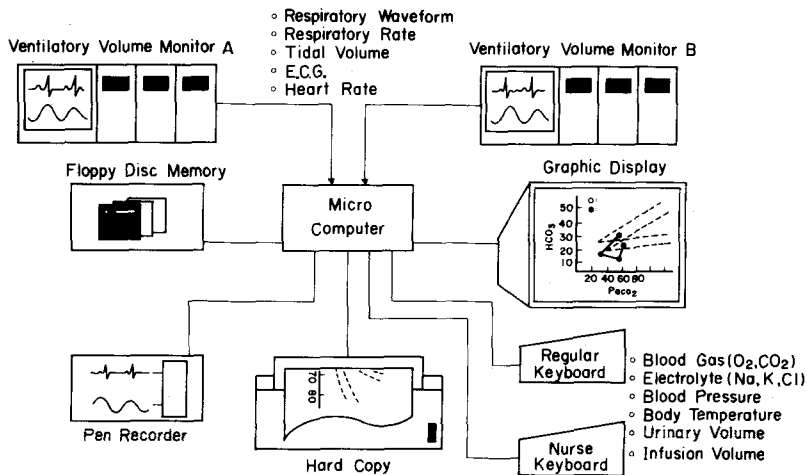 ◦ Respiratory Waveform
◦ Respiratory Rate
◦ Tidal Volume
◦ E.C.G.
◦ Heart Rate
Ventilatory Volume Monitor A
Ventilatory Volume Monitor B
Floppy Disc Memory
Micro
Computer
Graphic Display
HCO3
50
40
30
20
10
20 40 60 80
Paco2
Pen Recorder
70
80
Hard Copy
Regular
Keyboard
Nurse
Keyboard
◦ Blood Gas (O2,CO2)
◦ Electrolyte (Na, K, Cl)
◦ Blood Pressure
◦ Body Temperature
◦ Urinary Volume
◦ Infusion Volume